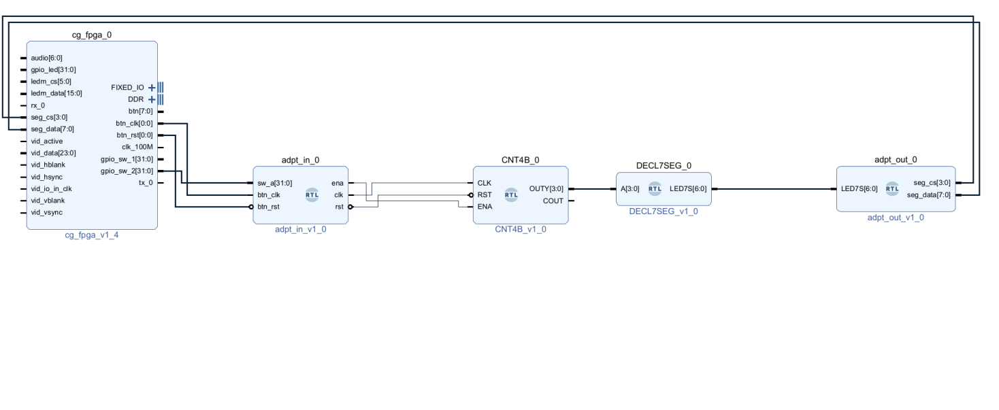 cg_fpga_0
audio[6:0]
gpio_led[31:0]
ledm_cs[5:0]
ledm_data[15:0]
rx_0
seg_cs[3:0]
seg_data[7:0]
vid_active
vid_data[23:0]
vid_hblank
vid_hsync
vid_io_in_clk
vid_vblank
vid_vsync
FIXED_IO
DDR
btn[7:0]
btn_clk[0:0]
btn_rst[0:0]
clk_100M
gpio_sw_1[31:0]
gpio_sw_2[31:0]
tx_0
cg_fpga_v1_4
adpt_in_0
sw_a[31:0]
btn_clk
btn_rst
RTL
ena
clk
rst
adpt_in_v1_0
CNT4B_0
CLK
RST
ENA
RTL
OUTY[3:0]
COUT
CNT4B_v1_0
DECL7SEG_0
A[3:0]
RTL
LED7S[6:0]
DECL7SEG_v1_0
adpt_out_0
LED7S[6:0]
RTL
seg_cs[3:0]
seg_data[7:0]
adpt_out_v1_0